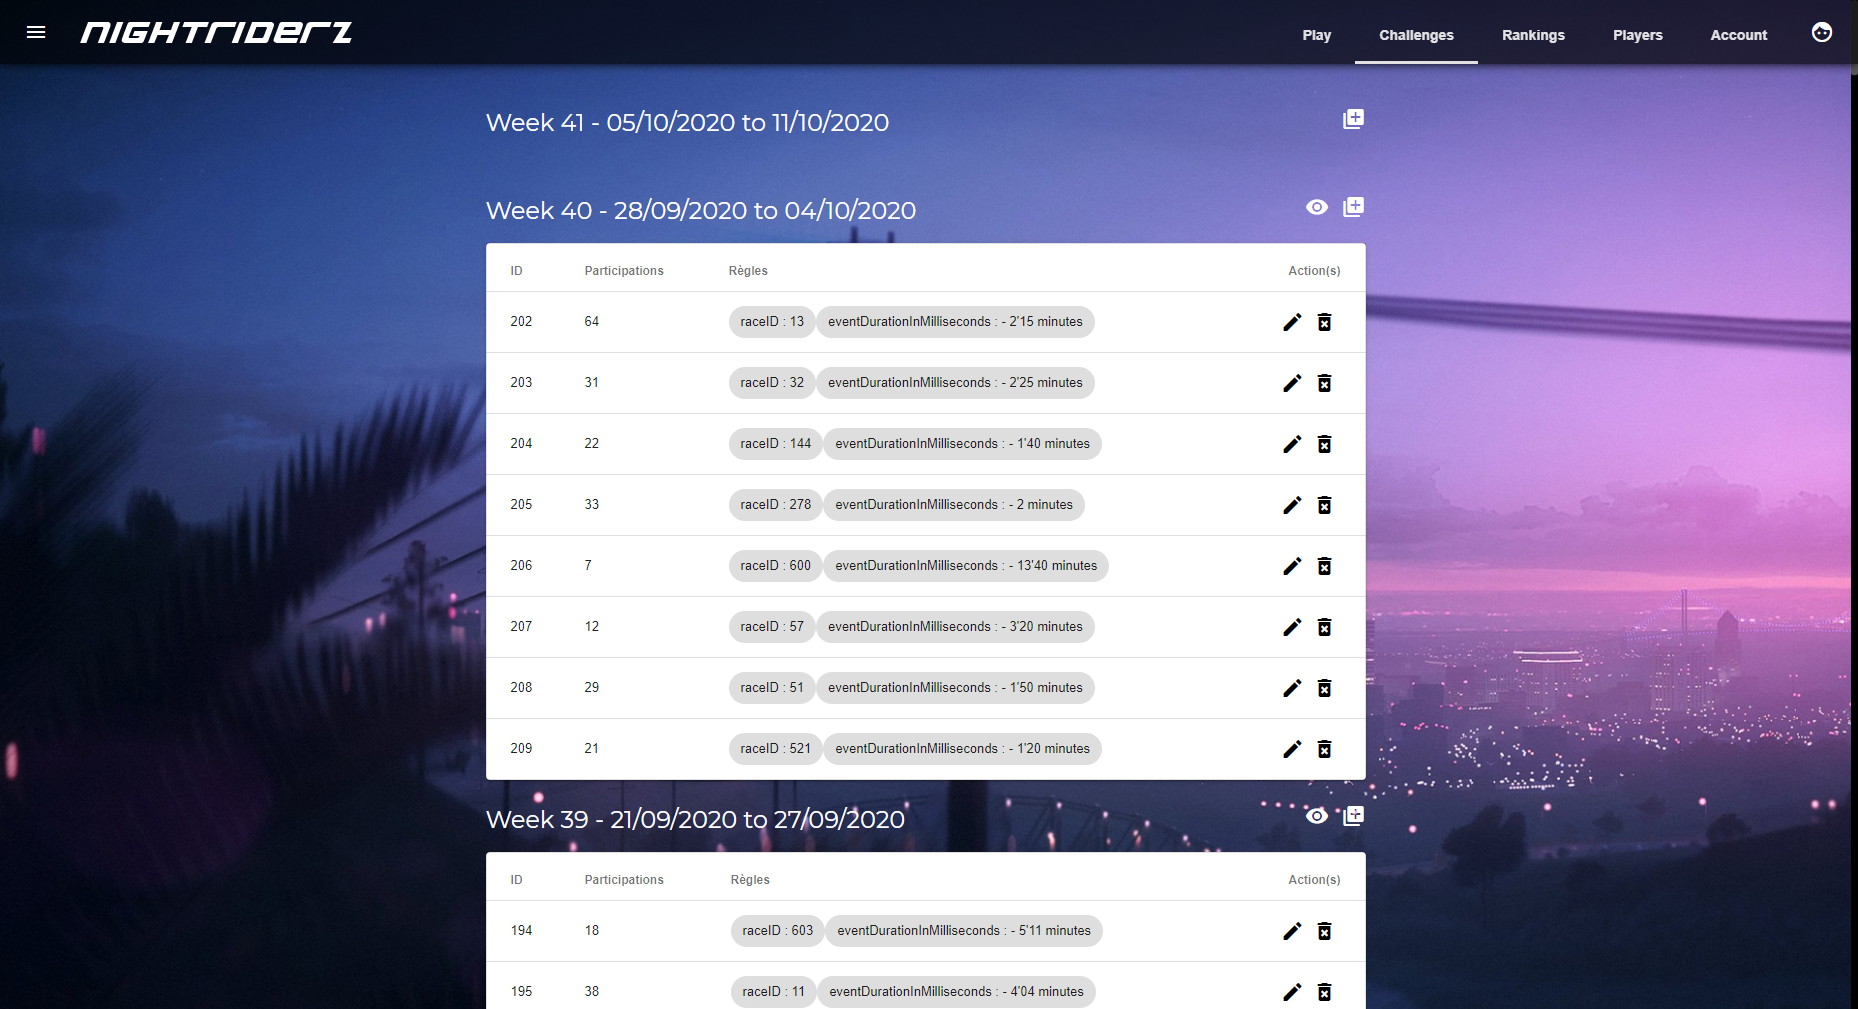 NIGHTRIDERZ
Play Challenges Rankings Players Account
Week 41 - 05/10/2020 to 11/10/2020
Week 40 - 28/09/2020 to 04/10/2020
ID Participations Règles Action(s)
202 64 raceID : 13 eventDurationInMilliseconds : - 2'15 minutes
203 31 raceID : 32 eventDurationInMilliseconds : - 2'25 minutes
204 22 raceID : 144 eventDurationInMilliseconds : - 1'40 minutes
205 33 raceID : 278 eventDurationInMilliseconds : - 2 minutes
206 7 raceID : 600 eventDurationInMilliseconds : - 13'40 minutes
207 12 raceID : 57 eventDurationInMilliseconds : - 3'20 minutes
208 29 raceID : 51 eventDurationInMilliseconds : - 1'50 minutes
209 21 raceID : 521 eventDurationInMilliseconds : - 1'20 minutes
Week 39 - 21/09/2020 to 27/09/2020
ID Participations Règles Action(s)
194 18 raceID : 603 eventDurationInMilliseconds : - 5'11 minutes
195 38 raceID : 11 eventDurationInMilliseconds : - 4'04 minutes